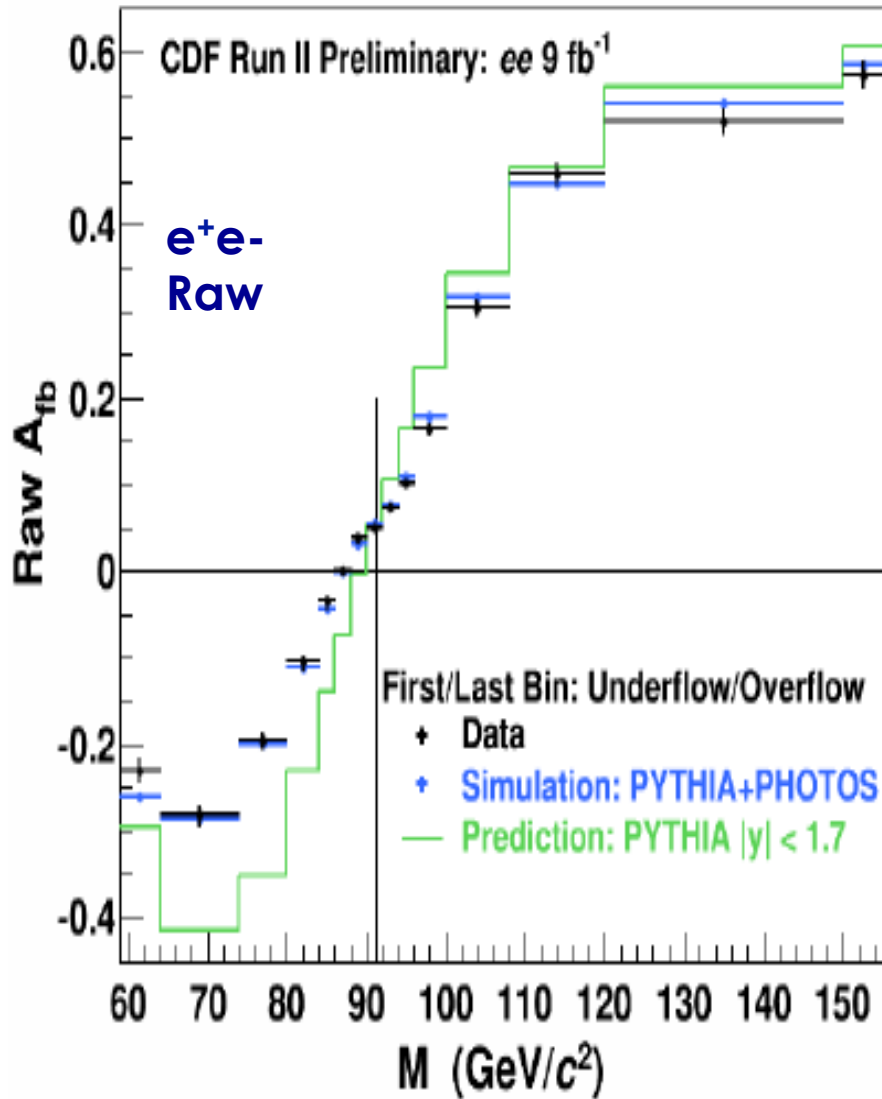 CDF Run II Preliminary: ee 9 fb-1
e+e-
Raw
Raw Afb
0.6
0.4
0.2
0
-0.2
-0.4
First/Last Bin: Underflow/Overflow
Data
Simulation: PYTHIA+PHOTOS
Prediction: PYTHIA |y| < 1.7
60 70 80 90 100 110 120 130 140 150
M (GeV/c2)